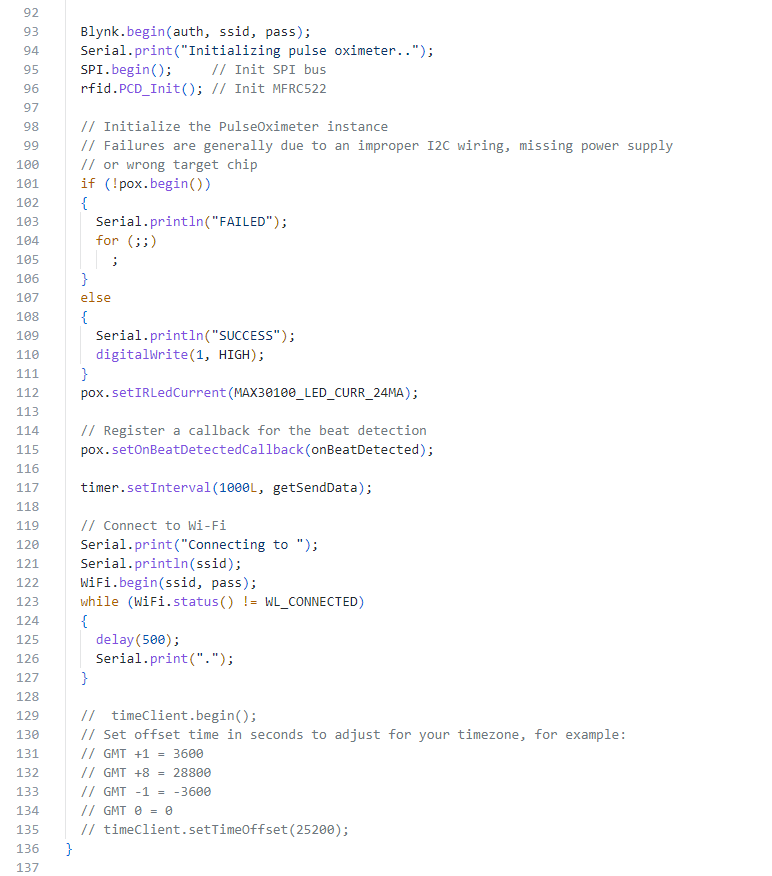 92
93 Blynk.begin(auth, ssid, pass);
94 Serial.print("Initializing pulse oximeter..");
95 SPI.begin();     // Init SPI bus
96 rfid.PCD_Init(); // Init MFRC522
97
98 // Initialize the PulseOximeter instance
99 // Failures are generally due to an improper I2C wiring, missing power supply
100 // or wrong target chip
101 if (!pox.begin())
102 {
103   Serial.println("FAILED");
104   for (;;)
105     ;
106 }
107 else
108 {
109   Serial.println("SUCCESS");
110   digitalWrite(1, HIGH);
111 }
112 pox.setIRLedCurrent(MAX30100_LED_CURR_24MA);
113
114 // Register a callback for the beat detection
115 pox.setOnBeatDetectedCallback(onBeatDetected);
116
117 timer.setInterval(1000L, getSendData);
118
119 // Connect to Wi-Fi
120 Serial.print("Connecting to ");
121 Serial.println(ssid);
122 WiFi.begin(ssid, pass);
123 while (WiFi.status() != WL_CONNECTED)
124 {
125   delay(500);
126   Serial.print(".");
127 }
128
129 //  timeClient.begin();
130 // Set offset time in seconds to adjust for your timezone, for example:
131 // GMT +1 = 3600
132 // GMT +8 = 28800
133 // GMT -1 = -3600
134 // GMT 0 = 0
135 // timeClient.setTimeOffset(25200);
136 }
137